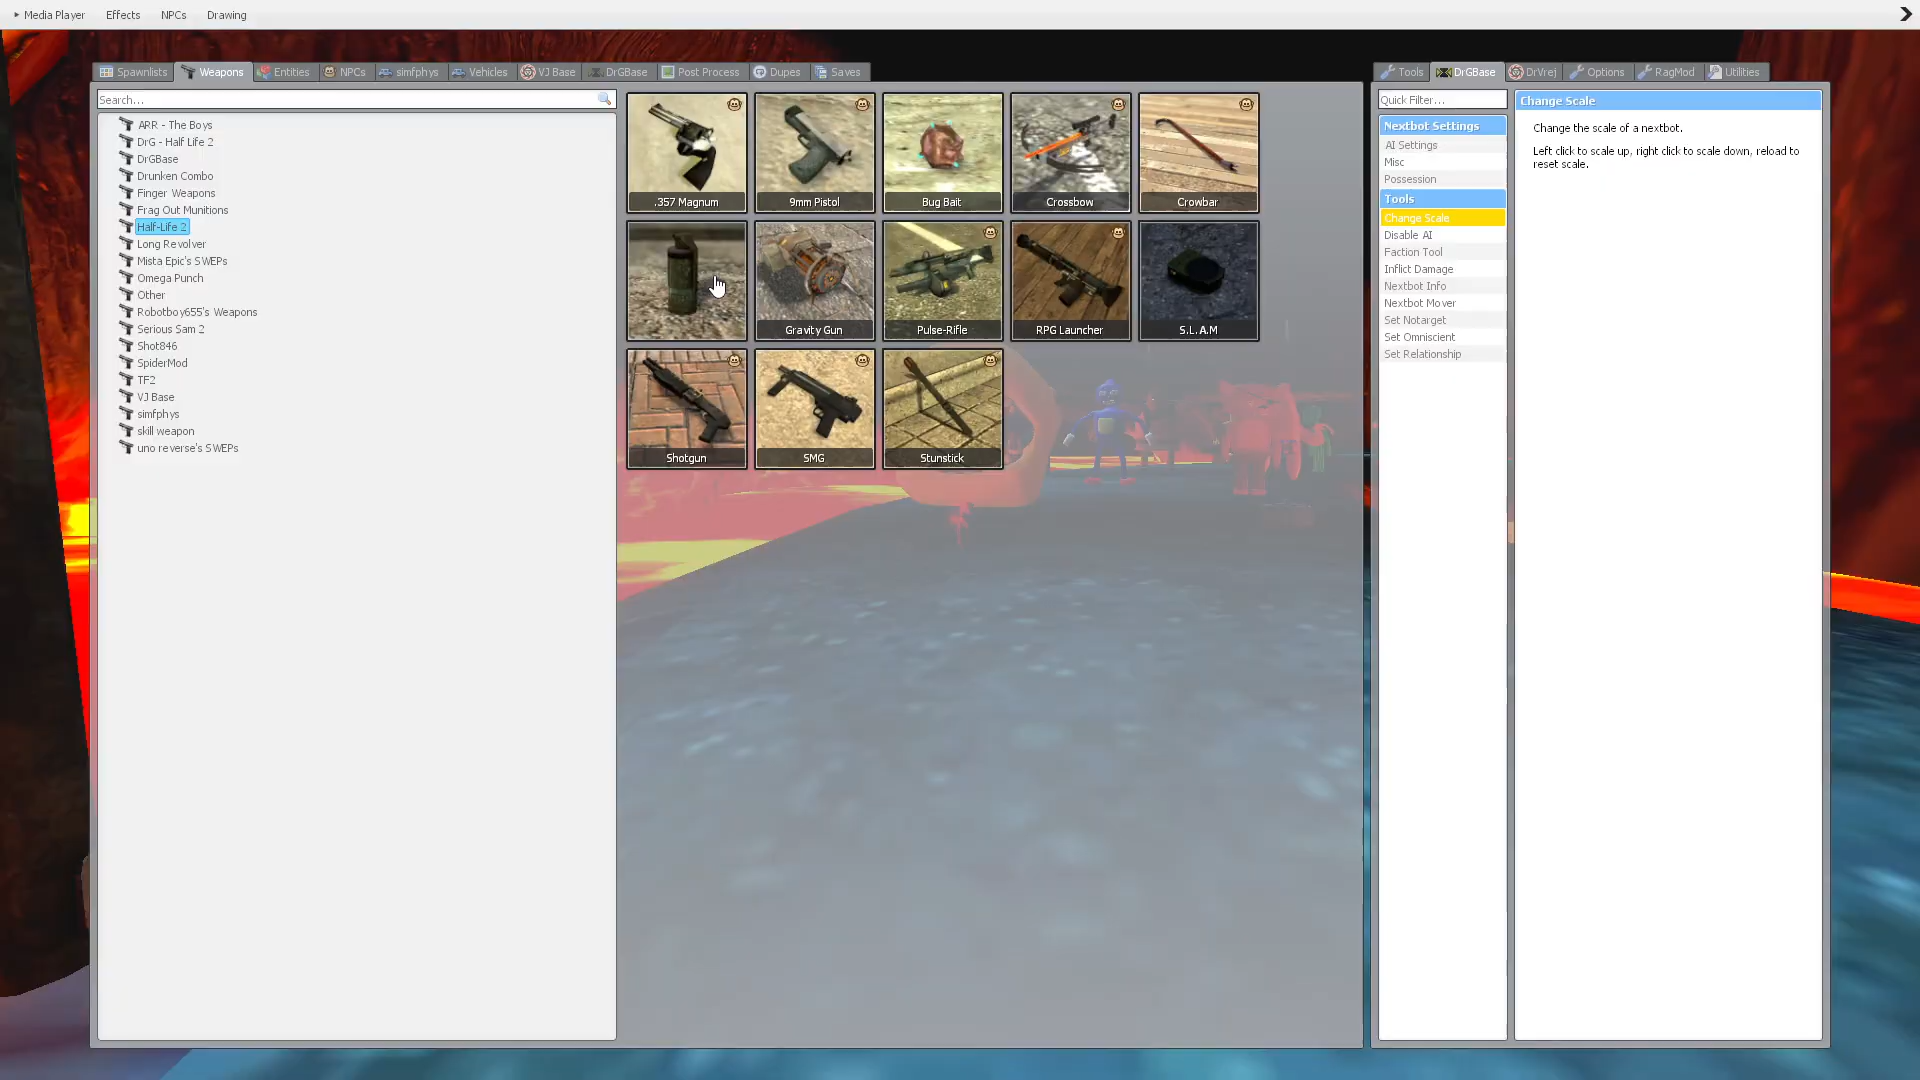 Media Player Effects NPCs Drawing
Spawnlists Weapons Entities NPCs simfphys Vehicles VJ Base DrGBase Post Process Dupes Saves
Search...
ARR - The Boys
DrG - Half Life 2
DrGBase
Drunken Combo
Finger Weapons
Frag Out Munitions
Half-Life 2
Long Revolver
Mista Epic's SWEPs
Omega Punch
Other
Robotboy655's Weapons
Serious Sam 2
Shot846
SpiderMod
TF2
VJ Base
simfphys
skill weapon
uno reverse's SWEPs
.357 Magnum 9mm Pistol Bug Bait Crossbow Crowbar
Gravity Gun Pulse-Rifle RPG Launcher S.L.A.M
Shotgun SMG Stunstick
Tools DrGBase DrVrej Options RagMod Utilities
Quick Filter...
Nextbot Settings
AI Settings
Misc
Possession
Tools
Change Scale
Disable AI
Faction Tool
Inflict Damage
Nextbot Info
Nextbot Mover
Set Notarget
Set Omniscient
Set Relationship
Change Scale
Change the scale of a nextbot.
Left click to scale up, right click to scale down, reload to
reset scale.